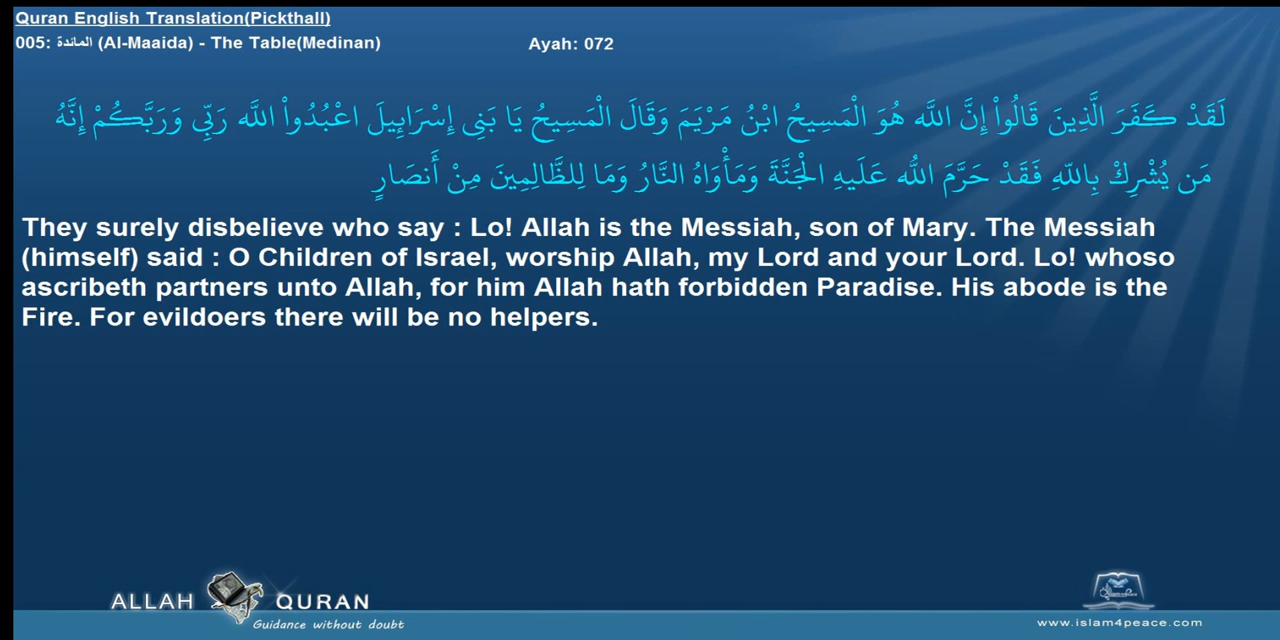 Quran English Translation(Pickthall)
005: المائدة (Al-Maaida) - The Table(Medinan)
Ayah: 072
لَقَدْ كَفَرَ الَّذِينَ قَالُواْ إِنَّ اللَّه هُوَ الْمَسِيحُ ابْنُ مَرْيَمَ وَقَالَ الْمَسِيحُ يَا بَنِى إِسْرَايِيلَ اعْبُدُواْ اللَّه رَبِّى وَرَبَّكُمْ إِنَّهُ
مَن يُشْرِكْ بِاللّهِ فَقَدْ حَرَّمَ اللُّه عَلَيهِ الْجَنَّةَ وَمَأْوَاهُ النَّارُ وَمَا لِلظَّالِمِينَ مِنْ أَنصَارٍ
They surely disbelieve who say : Lo! Allah is the Messiah, son of Mary. The Messiah
(himself) said : O Children of Israel, worship Allah, my Lord and your Lord. Lo! whoso
ascribeth partners unto Allah, for him Allah hath forbidden Paradise. His abode is the
Fire. For evildoers there will be no helpers.
ALLAH QURAN
Guidance without doubt
www.islam4peace.com